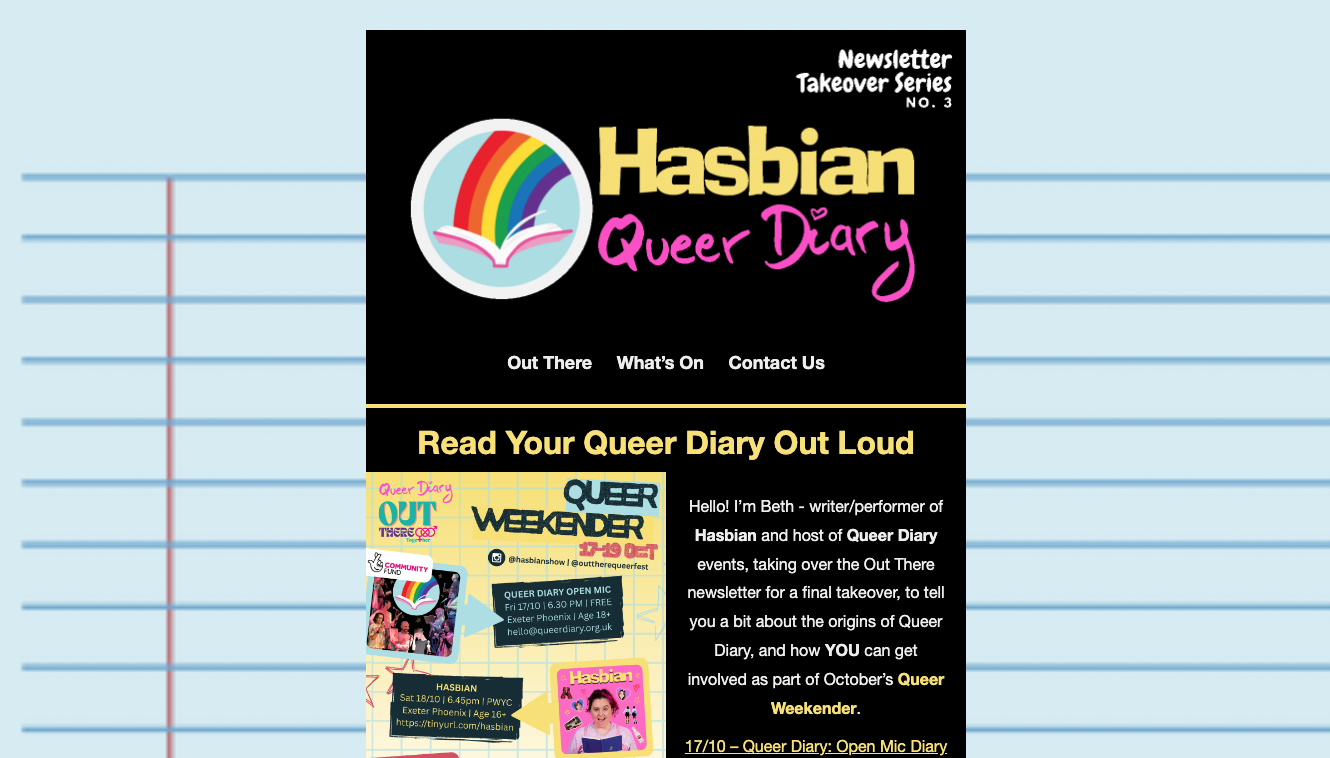 Newsletter
Takeover Series
NO. 3
Hasbian
Queer Diary
Out There What's On Contact Us
Read Your Queer Diary Out Loud
Queer Diary
OUT
THERE
Together
QUEER
WEEKENDER
17-19 OCT
@hasbianshow | @outtherequeerfest
COMMUNITY
FUND
QUEER DIARY OPEN MIC
Fri 17/10 | 6.30 PM | FREE
Exeter Phoenix | Age 18+
hello@queerdiary.org.uk
HASBIAN
Sat 18/10 | 6.45pm | PWYC
Exeter Phoenix | Age 16+
https://tinyurl.com/hasbian
Hasbian
Hello! I'm Beth - writer/performer of
Hasbian and host of Queer Diary
events, taking over the Out There
newsletter for a final takeover, to tell
you a bit about the origins of Queer
Diary, and how YOU can get
involved as part of October's Queer
Weekender.
17/10 – Queer Diary: Open Mic Diary